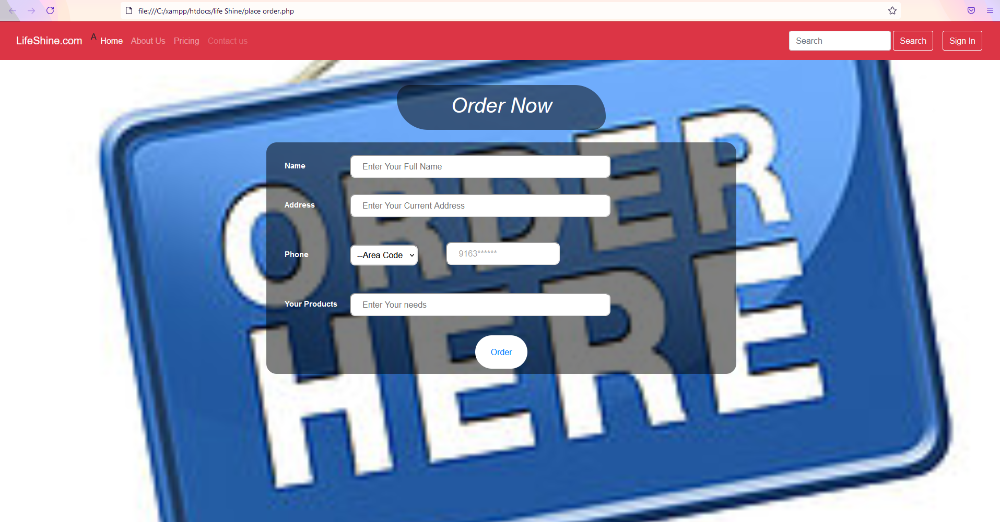 file:///C:/xampp/htdocs/life Shine/place order.php
LifeShine.com A Home About Us Pricing Contact us Search Search Sign In
Order Now
ORDER
HERE
Name Enter Your Full Name
Address Enter Your Current Address
Phone --Area Code 9163******
Your Products Enter Your needs
Order